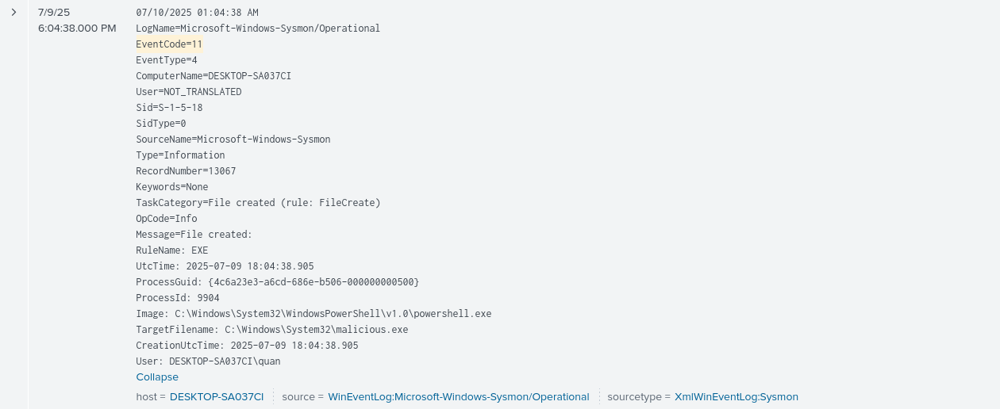 7/9/25
6:04:38.000 PM
07/10/2025 01:04:38 AM
LogName=Microsoft-Windows-Sysmon/Operational
EventCode=11
EventType=4
ComputerName=DESKTOP-SA037CI
User=NOT_TRANSLATED
Sid=S-1-5-18
SidType=0
SourceName=Microsoft-Windows-Sysmon
Type=Information
RecordNumber=13067
Keywords=None
TaskCategory=File created (rule: FileCreate)
OpCode=Info
Message=File created:
RuleName: EXE
UtcTime: 2025-07-09 18:04:38.905
ProcessGuid: {4c6a23e3-a6cd-686e-b506-000000000500}
ProcessId: 9904
Image: C:\Windows\System32\WindowsPowerShell\v1.0\powershell.exe
TargetFilename: C:\Windows\System32\malicious.exe
CreationUtcTime: 2025-07-09 18:04:38.905
User: DESKTOP-SA037CI\quan
Collapse
host = DESKTOP-SA037CI source = WinEventLog:Microsoft-Windows-Sysmon/Operational sourcetype = XmlWinEventLog:Sysmon